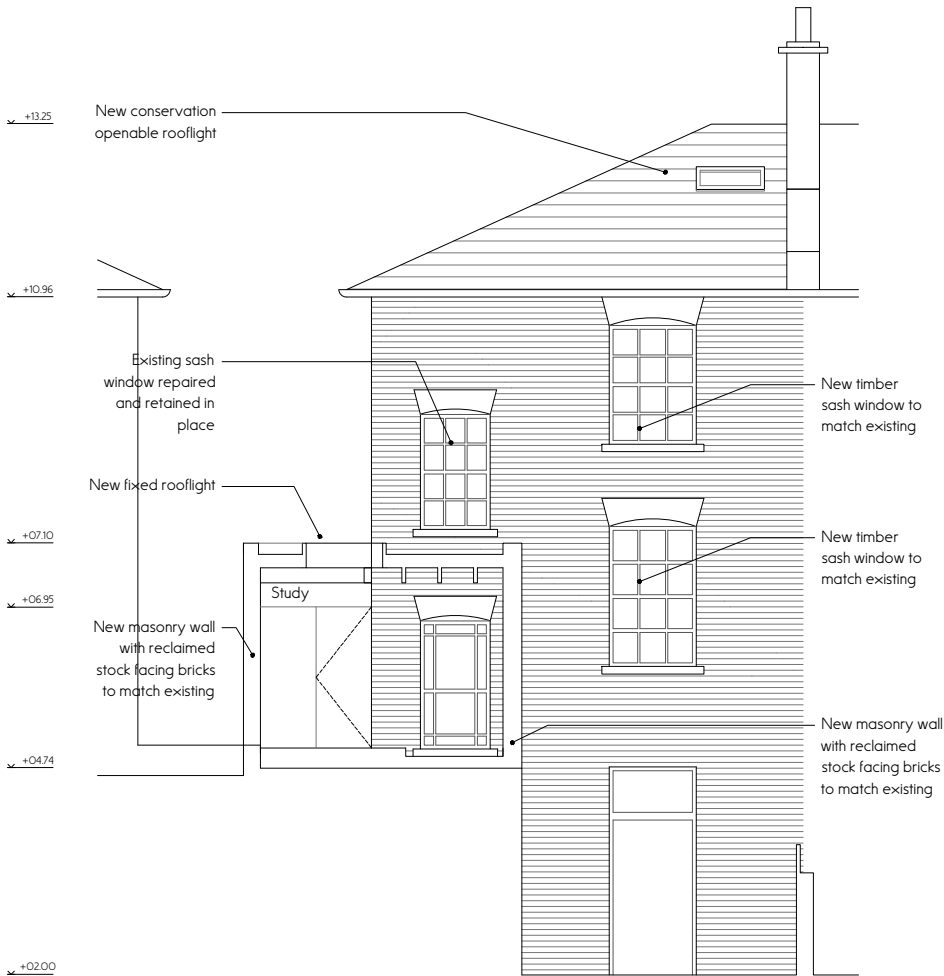 +13.25
New conservation
openable rooflight
+10.96
Existing sash
window repaired
and retained in
place
New timber
sash window to
match existing
New fixed rooflight
+07.10
New timber
sash window to
match existing
Study
+06.95
New masonry wall
with reclaimed
stock facing bricks
to match existing
New masonry wall
with reclaimed
stock facing bricks
to match existing
+04.74
+02.00